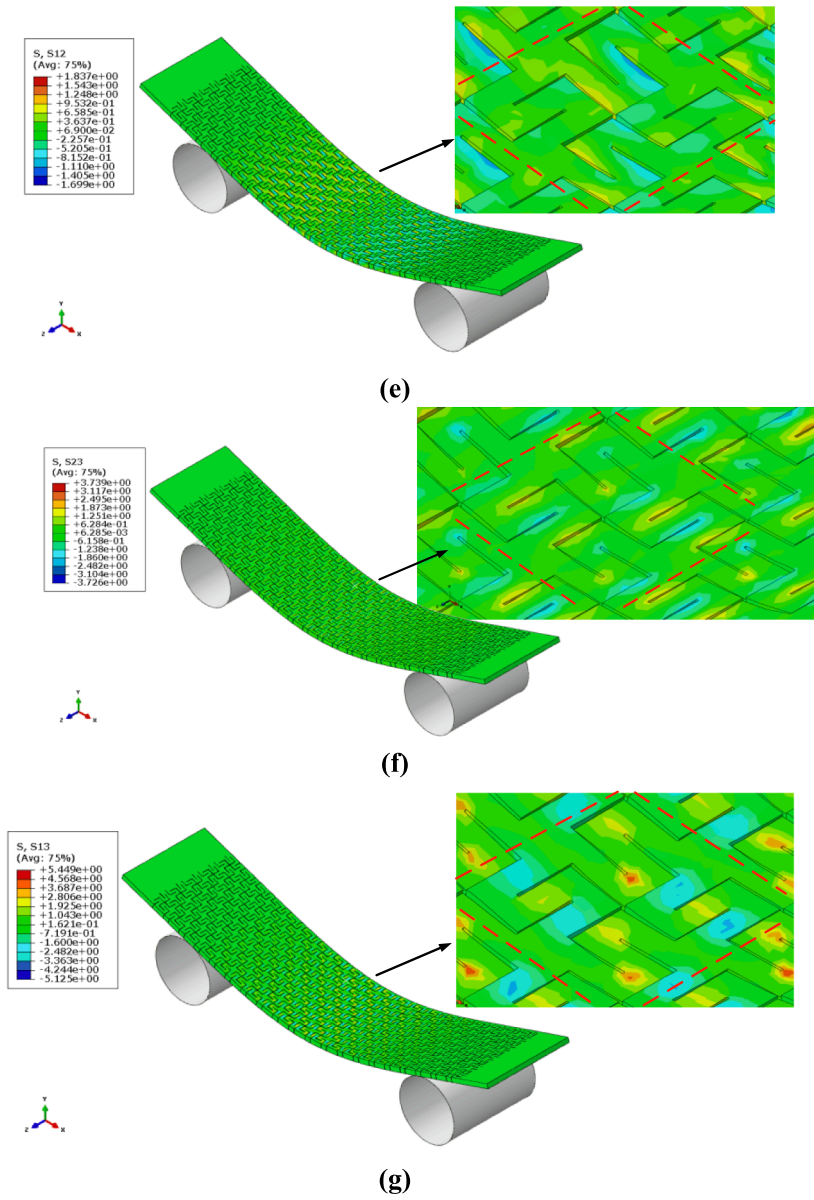 S, S12
(Avg: 75%)
+1.837e+00
+1.543e+00
+1.248e+00
+9.532e-01
+6.585e-01
+3.637e-01
+6.900e-02
-2.257e-01
-5.205e-01
-8.152e-01
-1.110e+00
-1.405e+00
-1.699e+00
Y
Z
X
(e)
S, S23
(Avg: 75%)
+3.739e+00
+3.117e+00
+2.495e+00
+1.873e+00
+1.251e+00
+6.284e-01
+6.285e-03
-6.158e-01
-1.238e+00
-1.860e+00
-2.482e+00
-3.104e+00
-3.726e+00
Y
Z
X
(f)
S, S13
(Avg: 75%)
+5.449e+00
+4.568e+00
+3.687e+00
+2.806e+00
+1.925e+00
+1.043e+00
+1.621e-01
-7.191e-01
-1.600e+00
-2.482e+00
-3.363e+00
-4.244e+00
-5.125e+00
Y
Z
X
(g)